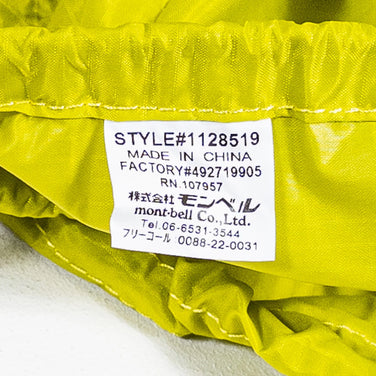 STYLE#1128519
MADE IN CHINA
FACTORY#492719905
RN.107957
株式会社モンベル
mont-bell Co.,Ltd.
Tel.06-6531-3544
フリーコール 0088-22-0031